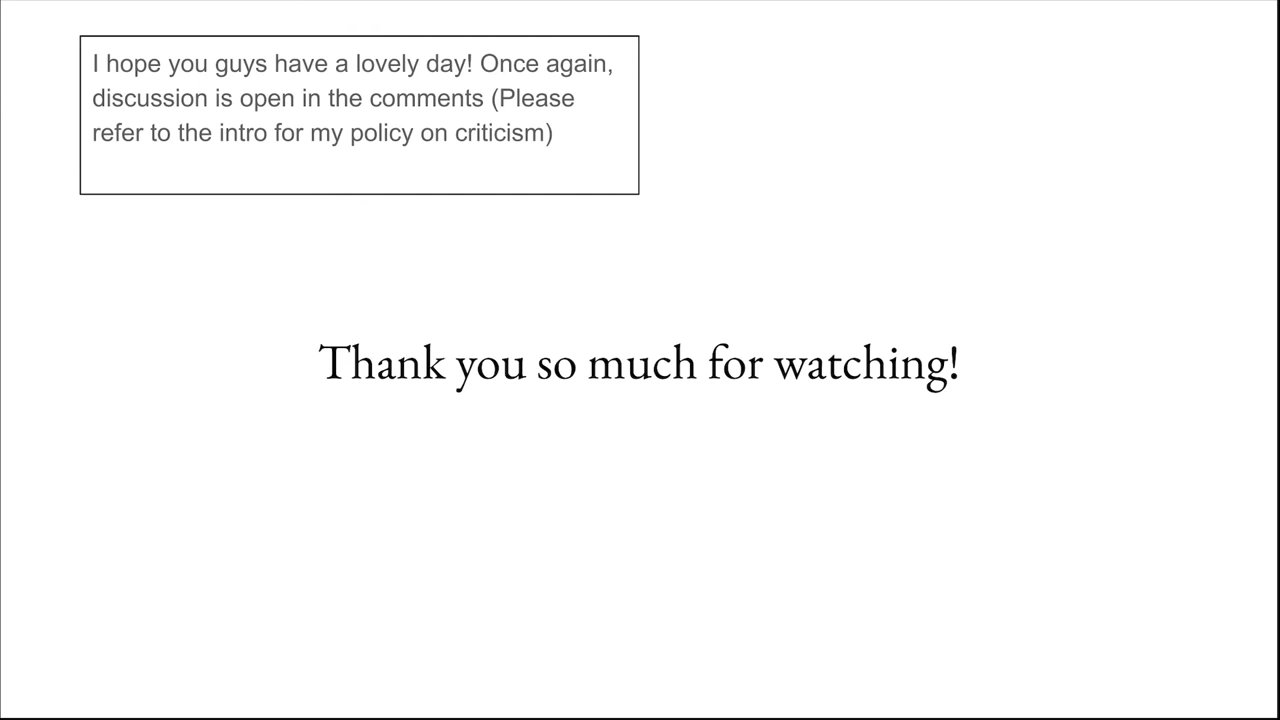 I hope you guys have a lovely day! Once again,
discussion is open in the comments (Please
refer to the intro for my policy on criticism)
Thank you so much for watching!